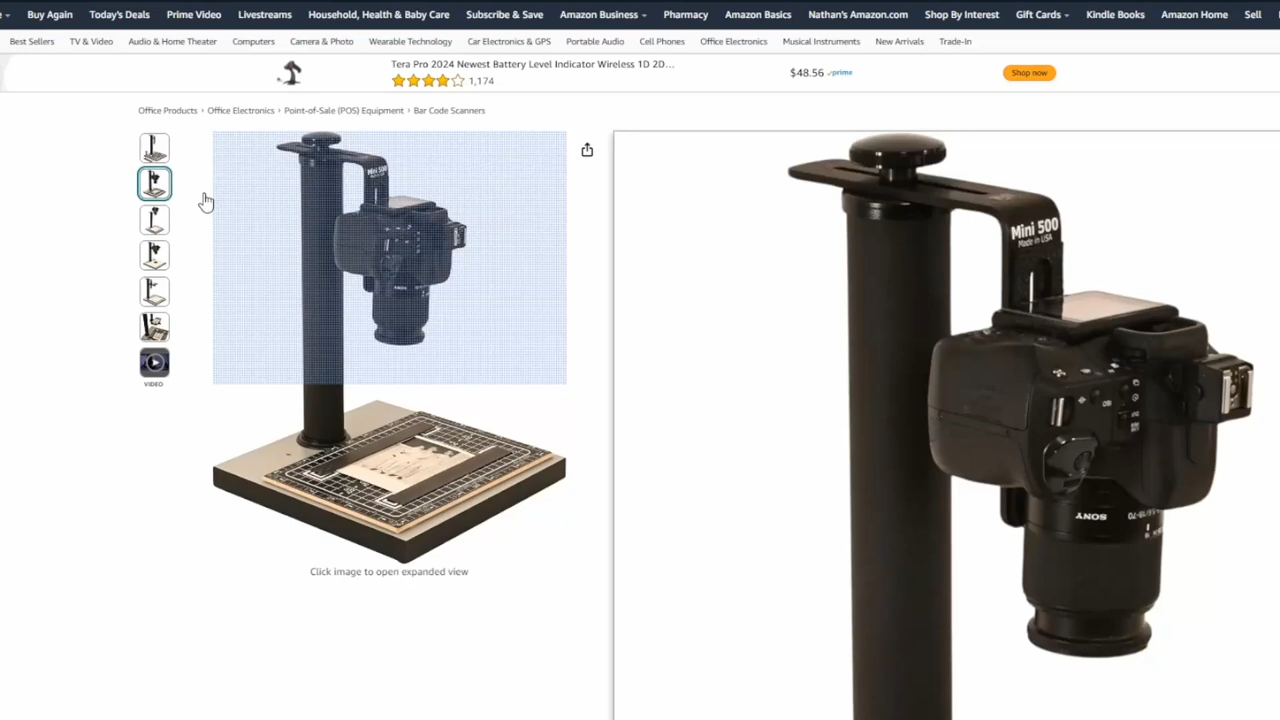 Buy Again Today's Deals Prime Video Livestreams Household, Health & Baby Care Subscribe & Save Amazon Business Pharmacy Amazon Basics Nathan's Amazon.com Shop By Interest Gift Cards Kindle Books Amazon Home Sell
Best Sellers TV & Video Audio & Home Theater Computers Camera & Photo Wearable Technology Car Electronics & GPS Portable Audio Cell Phones Office Electronics Musical Instruments New Arrivals Trade-In
Tera Pro 2024 Newest Battery Level Indicator Wireless 1D 2D...
1,174
$48.56 prime
Shop now
Office Products › Office Electronics › Point-of-Sale (POS) Equipment › Bar Code Scanners
Mini 500
VIDEO
Click image to open expanded view
Mini 500
Made in USA
SONY